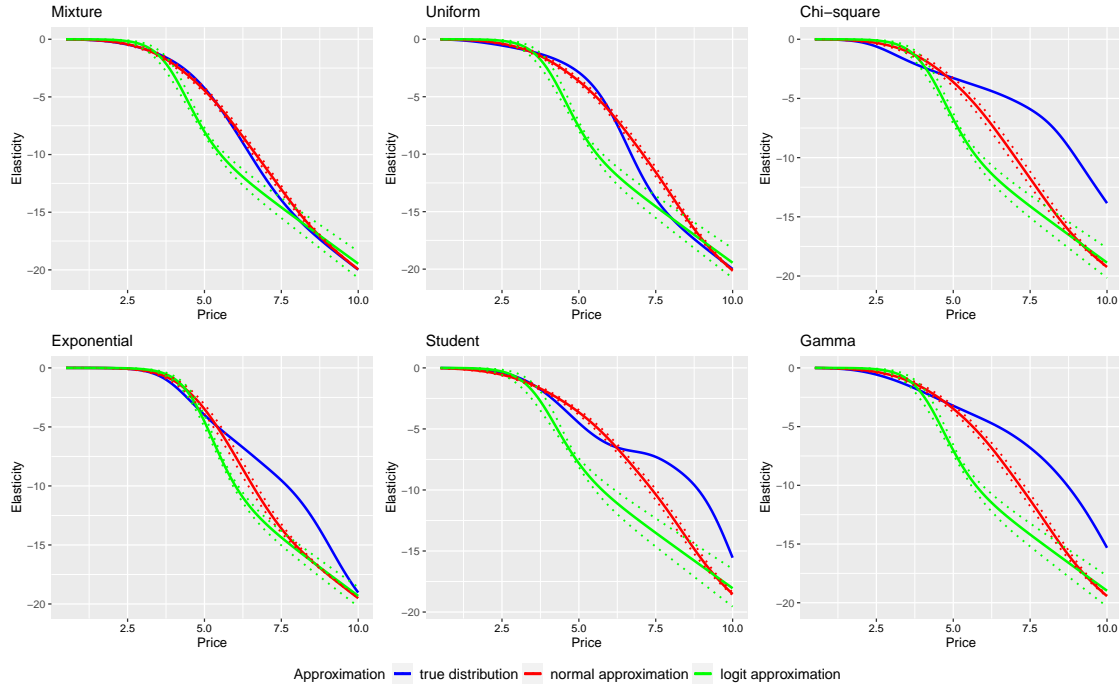 Mixture
Uniform
Chi−square
Elasticity
0
−5
−10
−15
−20
2.5 5.0 7.5 10.0
Price
Elasticity
0
−5
−10
−15
−20
2.5 5.0 7.5 10.0
Price
Elasticity
0
−5
−10
−15
−20
2.5 5.0 7.5 10.0
Price
Exponential
Student
Gamma
Elasticity
0
−5
−10
−15
−20
2.5 5.0 7.5 10.0
Price
Elasticity
0
−5
−10
−15
−20
2.5 5.0 7.5 10.0
Price
Elasticity
0
−5
−10
−15
−20
2.5 5.0 7.5 10.0
Price
Approximation true distribution normal approximation logit approximation